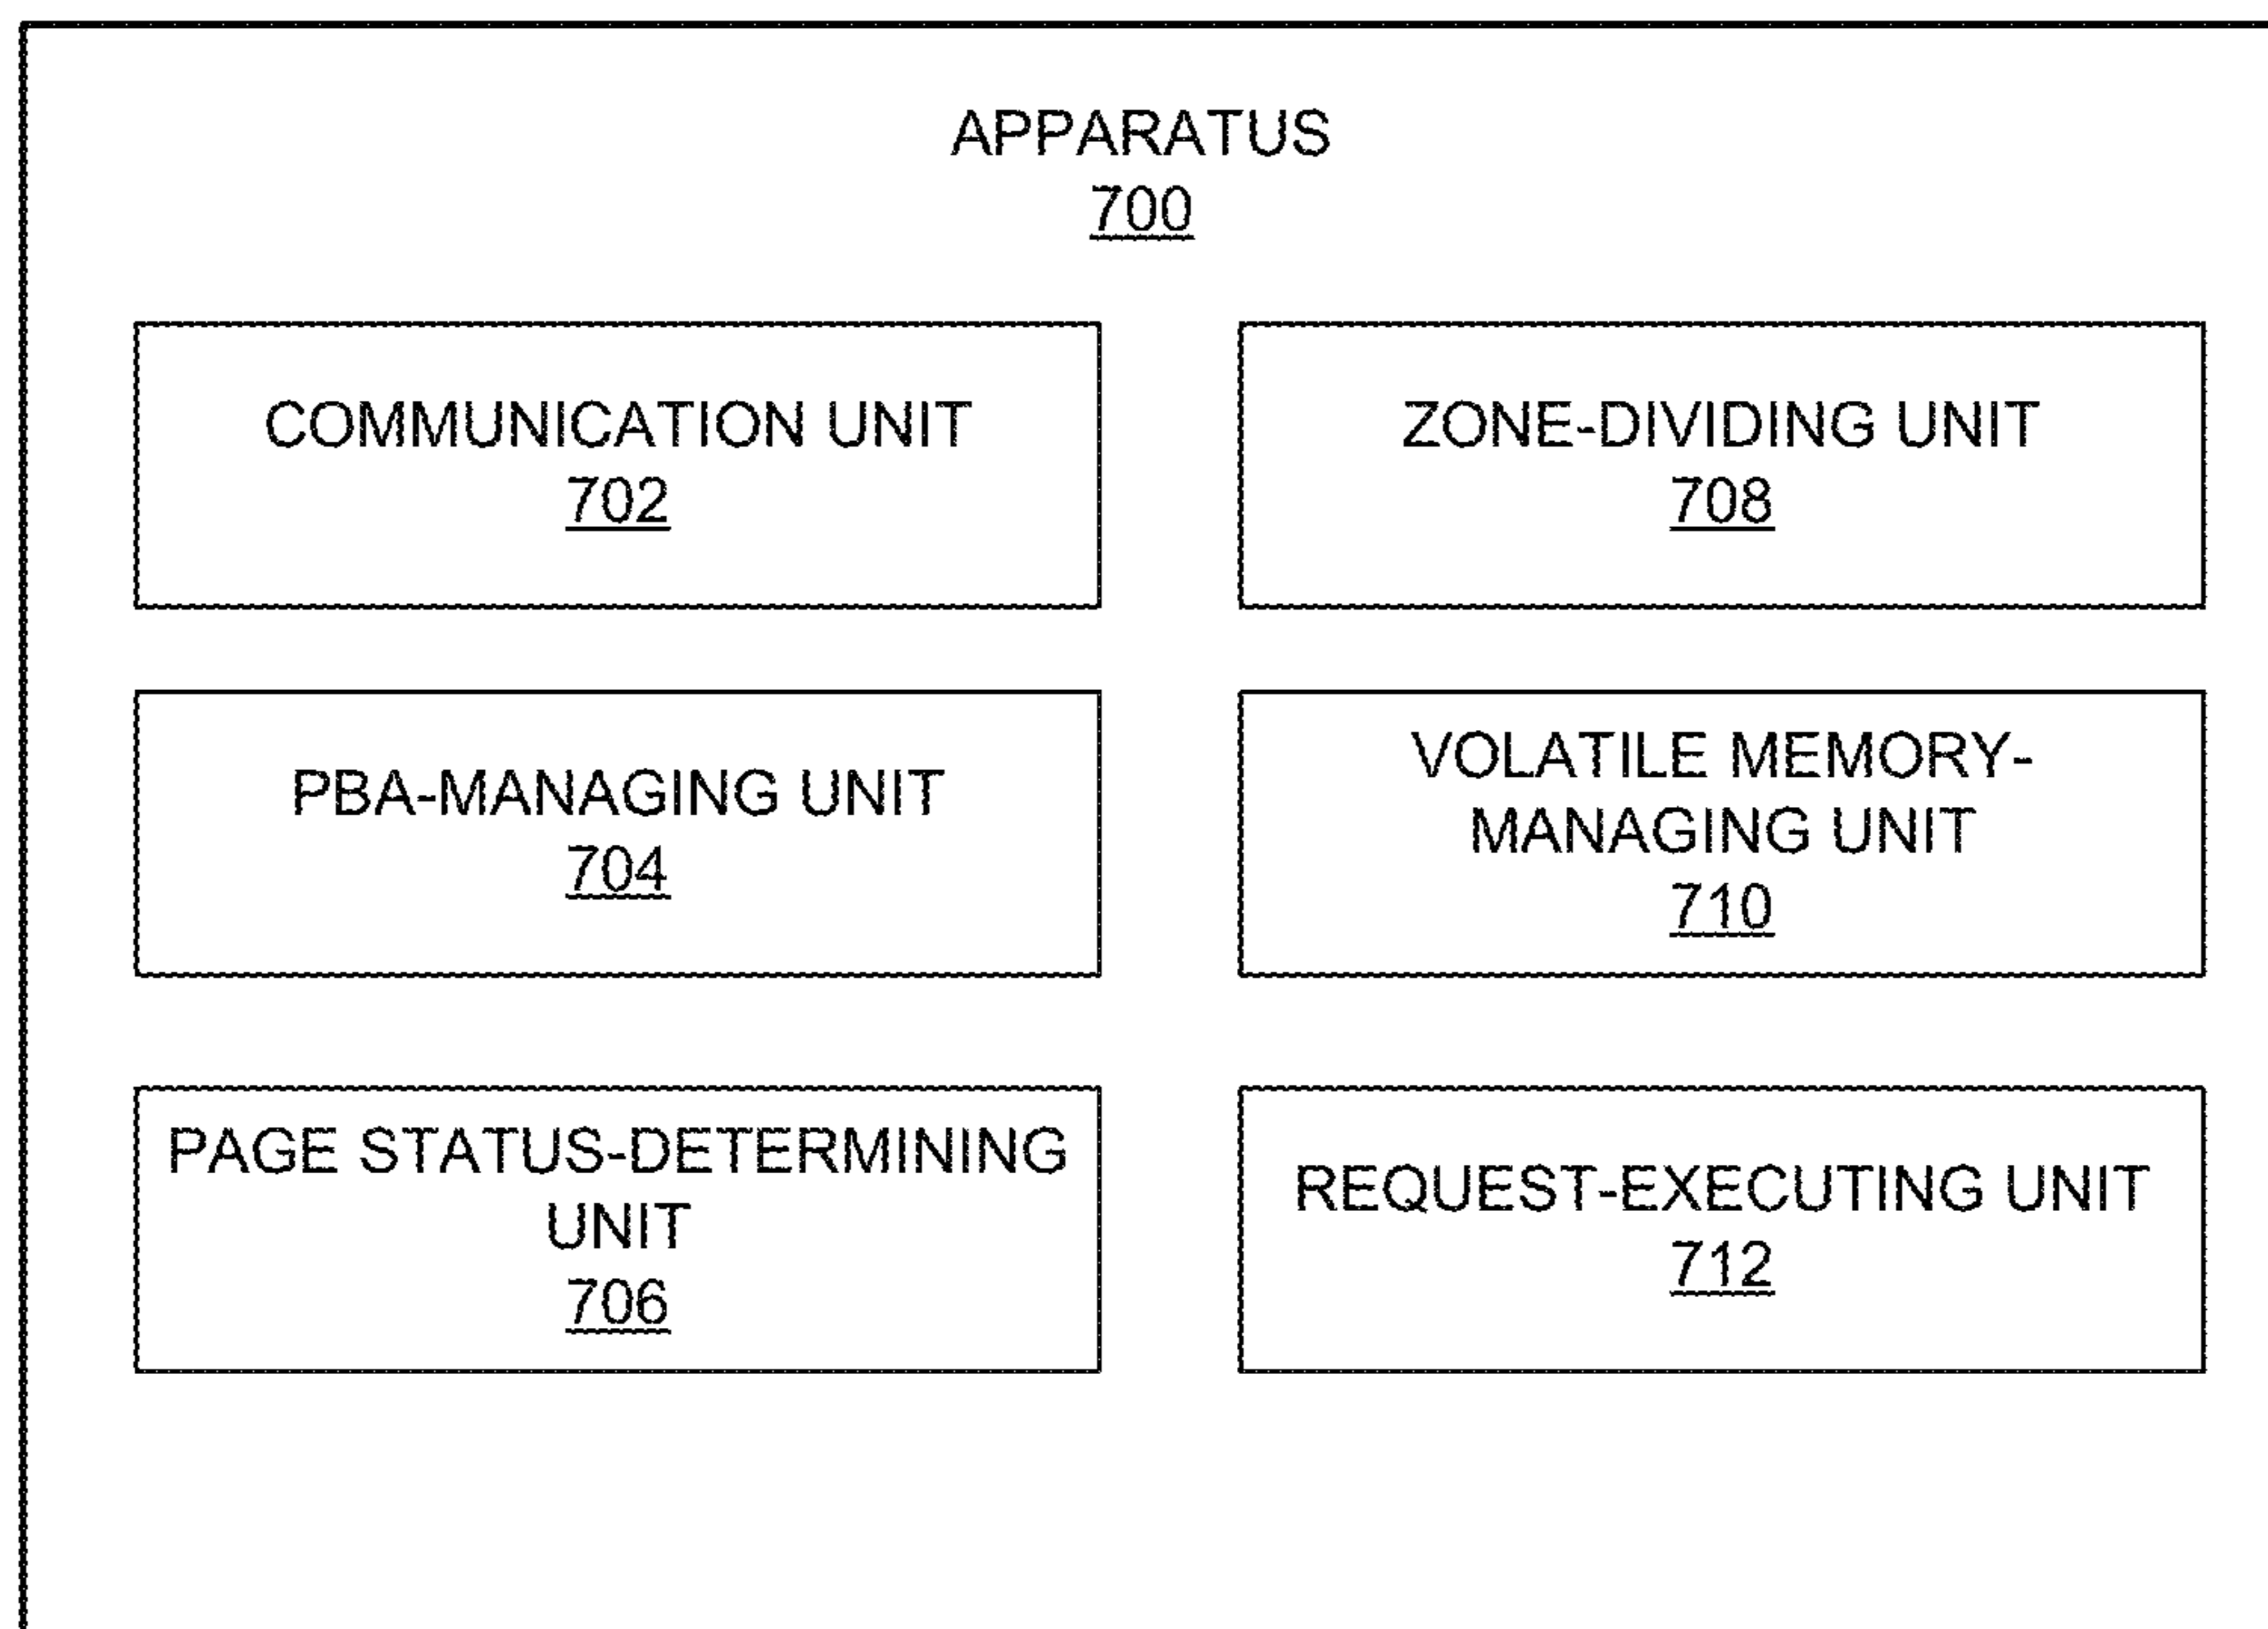 APPARATUS
700
COMMUNICATION UNIT
702
ZONE-DIVIDING UNIT
708
PBA-MANAGING UNIT
704
VOLATILE MEMORY-
MANAGING UNIT
710
PAGE STATUS-DETERMINING
UNIT
706
REQUEST-EXECUTING UNIT
712